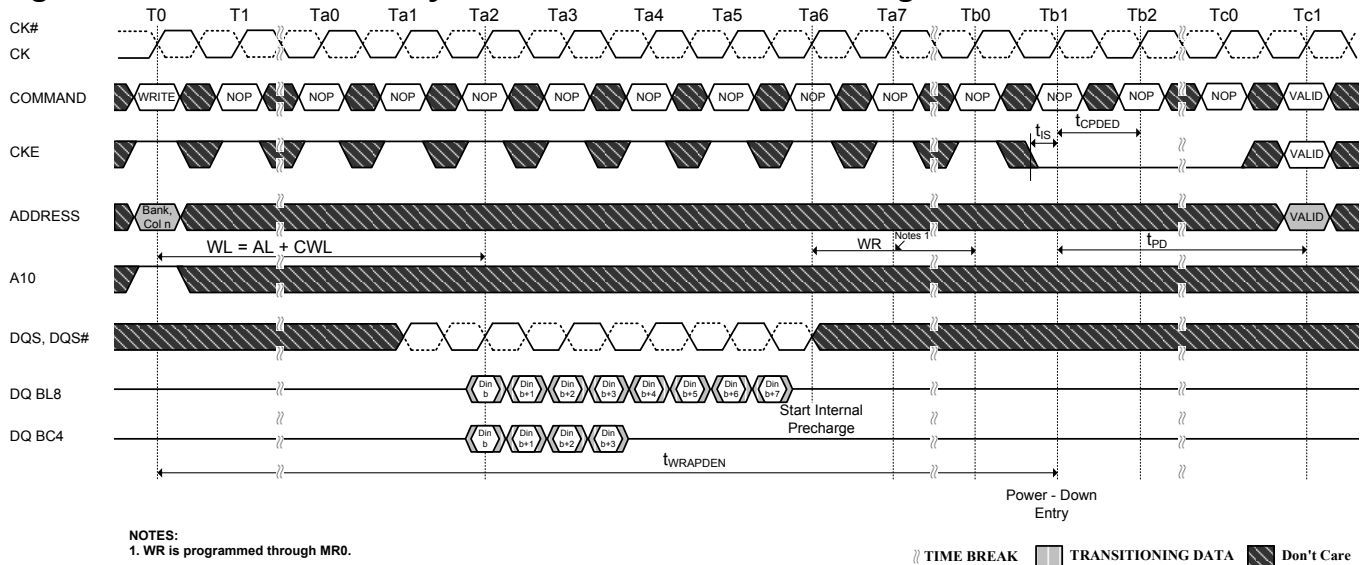 T0 T1 Ta0 Ta1 Ta2 Ta3 Ta4 Ta5 Ta6 Ta7 Tb0 Tb1 Tb2 Tc0 Tc1
CK#
CK
COMMAND WRITE NOP NOP NOP NOP NOP NOP NOP NOP NOP NOP NOP NOP NOP VALID
tIS tCPDED
CKE VALID
ADDRESS Bank, Col n VALID
WL = AL + CWL WR Notes 1 tPD
A10
DQS, DQS#
DQ BL8 Din b Din b+1 Din b+2 Din b+3 Din b+4 Din b+5 Din b+6 Din b+7
Start Internal
Precharge
DQ BC4 Din b Din b+1 Din b+2 Din b+3
tWRAPDEN
Power - Down
Entry
NOTES:
1. WR is programmed through MR0.
TIME BREAK TRANSITIONING DATA Don't Care